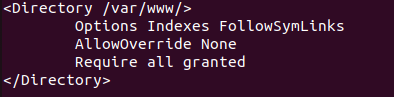 <Directory /var/www/>
        Options Indexes FollowSymLinks
        AllowOverride None
        Require all granted
</Directory>